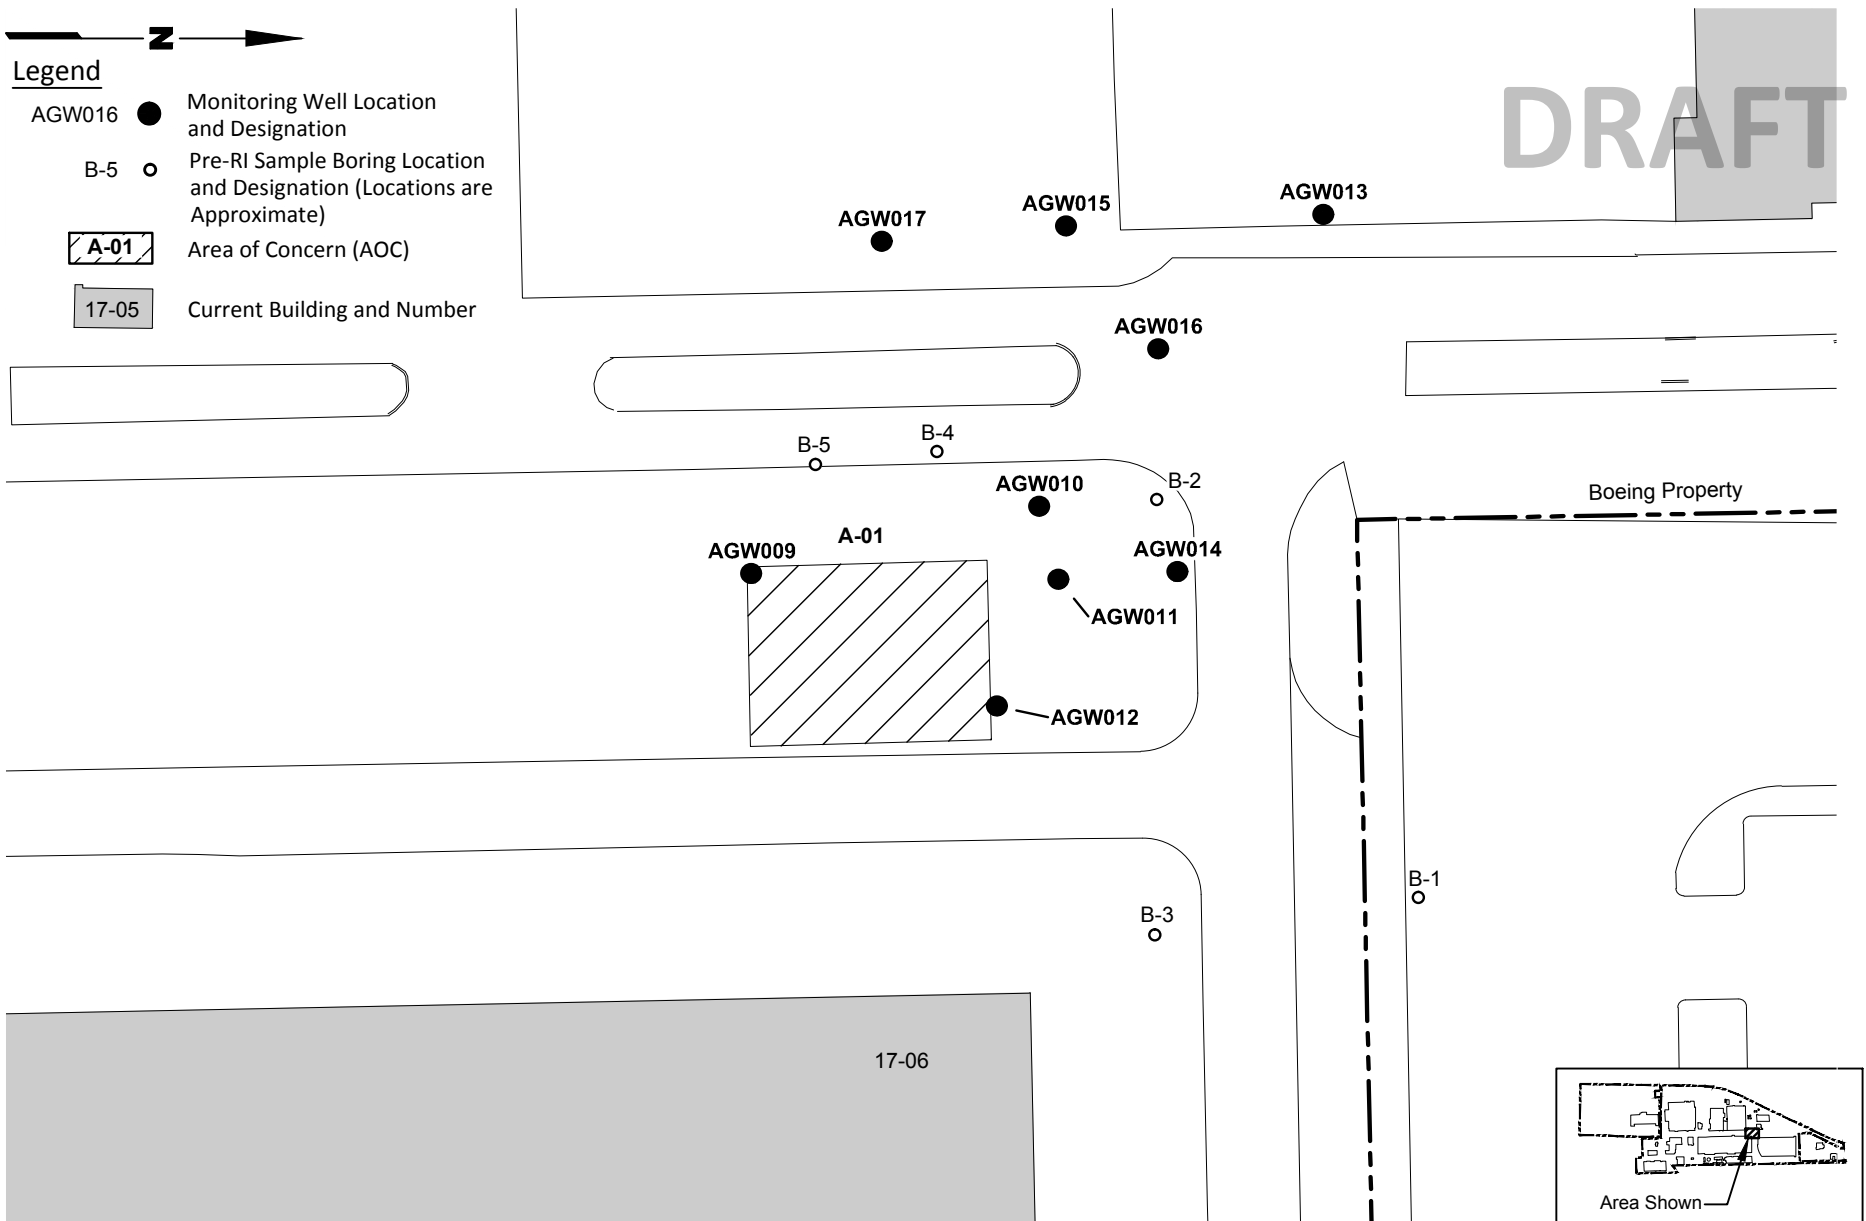 N
Legend
AGW016
Monitoring Well Location
and Designation
B-5
Pre-RI Sample Boring Location
and Designation (Locations are
Approximate)
A-01
Area of Concern (AOC)
17-05
Current Building and Number
DRAFT
AGW013
AGW015
AGW017
AGW016
B-4
B-5
B-2
AGW010
Boeing Property
A-01
AGW009
AGW014
AGW011
AGW012
B-1
B-3
17-06
Area Shown